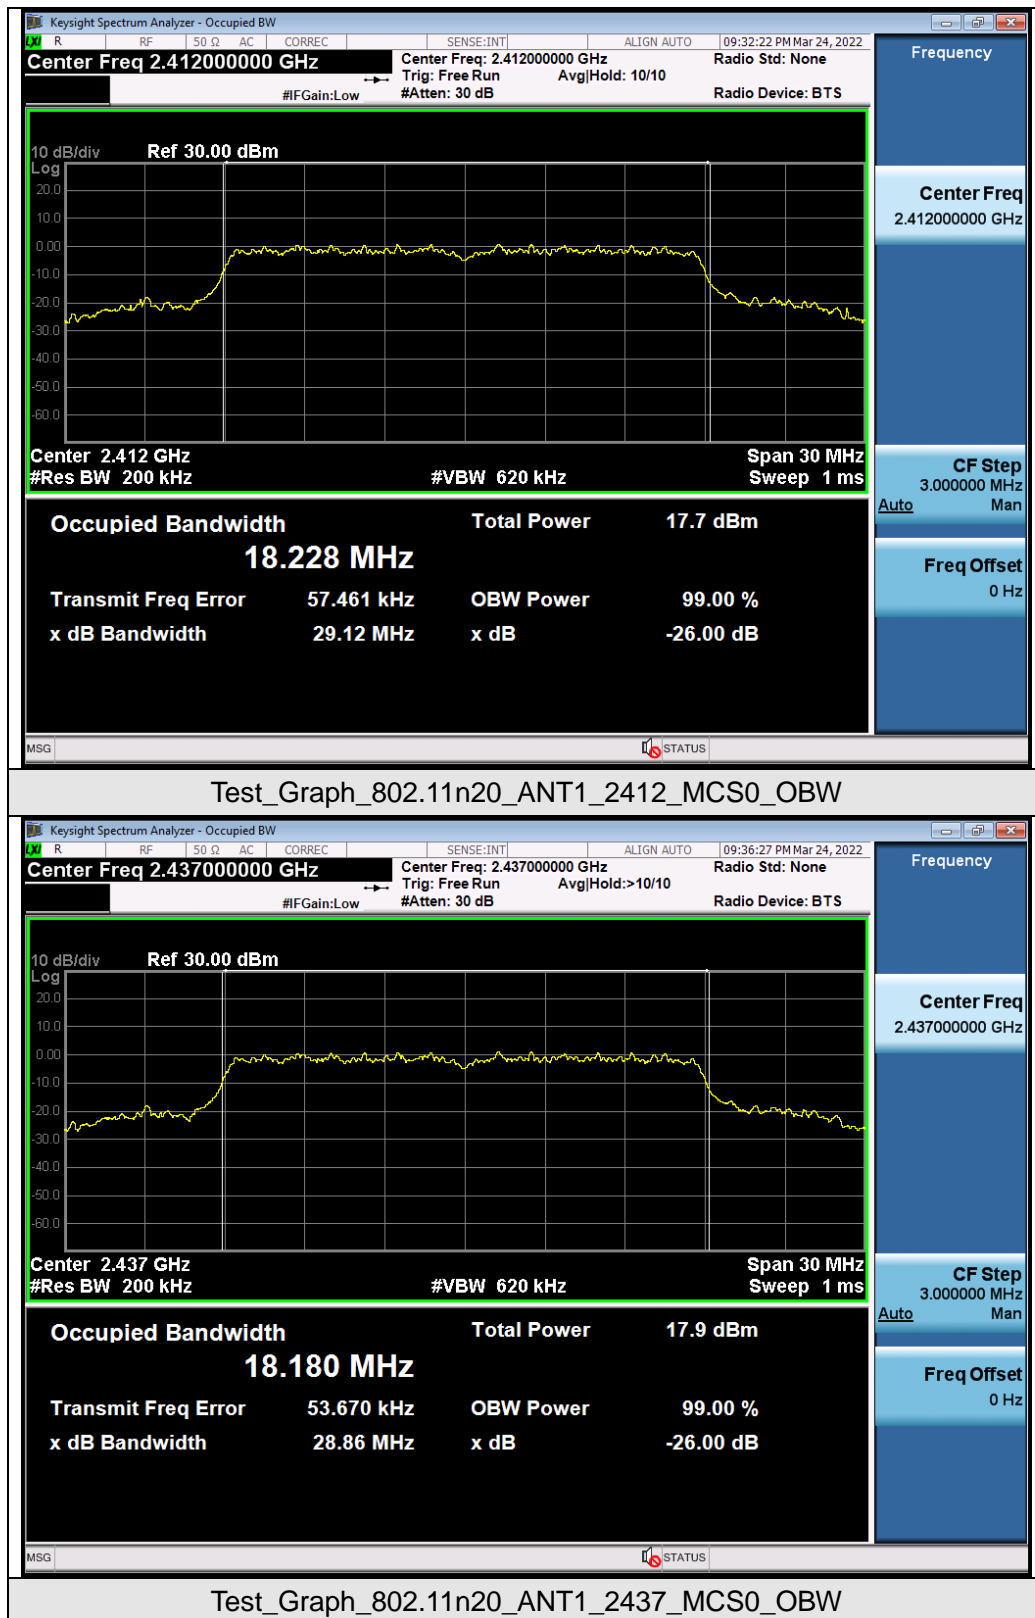 Keysight Spectrum Analyzer - Occupied BW
LXI R RF 50 Ω AC CORREC SENSE:INT ALIGN AUTO 09:32:22 PM Mar 24, 2022
Center Freq 2.412000000 GHz
Center Freq: 2.412000000 GHz
Radio Std: None
Trig: Free Run
Avg|Hold: 10/10
#IFGain:Low
#Atten: 30 dB
Radio Device: BTS
Frequency
10 dB/div
Ref 30.00 dBm
Log
20.0
10.0
0.00
-10.0
-20.0
-30.0
-40.0
-50.0
-60.0
Center 2.412 GHz
Span 30 MHz
#Res BW 200 kHz
#VBW 620 kHz
Sweep 1 ms
Center Freq
2.412000000 GHz
CF Step
3.000000 MHz
Auto Man
Freq Offset
0 Hz
Occupied Bandwidth
Total Power 17.7 dBm
18.228 MHz
Transmit Freq Error 57.461 kHz OBW Power 99.00 %
x dB Bandwidth 29.12 MHz x dB -26.00 dB
MSG STATUS
Test_Graph_802.11n20_ANT1_2412_MCS0_OBW
Keysight Spectrum Analyzer - Occupied BW
LXI R RF 50 Ω AC CORREC SENSE:INT ALIGN AUTO 09:36:27 PM Mar 24, 2022
Center Freq 2.437000000 GHz
Center Freq: 2.437000000 GHz
Radio Std: None
Trig: Free Run
Avg|Hold:>10/10
#IFGain:Low
#Atten: 30 dB
Radio Device: BTS
Frequency
10 dB/div
Ref 30.00 dBm
Log
20.0
10.0
0.00
-10.0
-20.0
-30.0
-40.0
-50.0
-60.0
Center 2.437 GHz
Span 30 MHz
#Res BW 200 kHz
#VBW 620 kHz
Sweep 1 ms
Center Freq
2.437000000 GHz
CF Step
3.000000 MHz
Auto Man
Freq Offset
0 Hz
Occupied Bandwidth
Total Power 17.9 dBm
18.180 MHz
Transmit Freq Error 53.670 kHz OBW Power 99.00 %
x dB Bandwidth 28.86 MHz x dB -26.00 dB
MSG STATUS
Test_Graph_802.11n20_ANT1_2437_MCS0_OBW